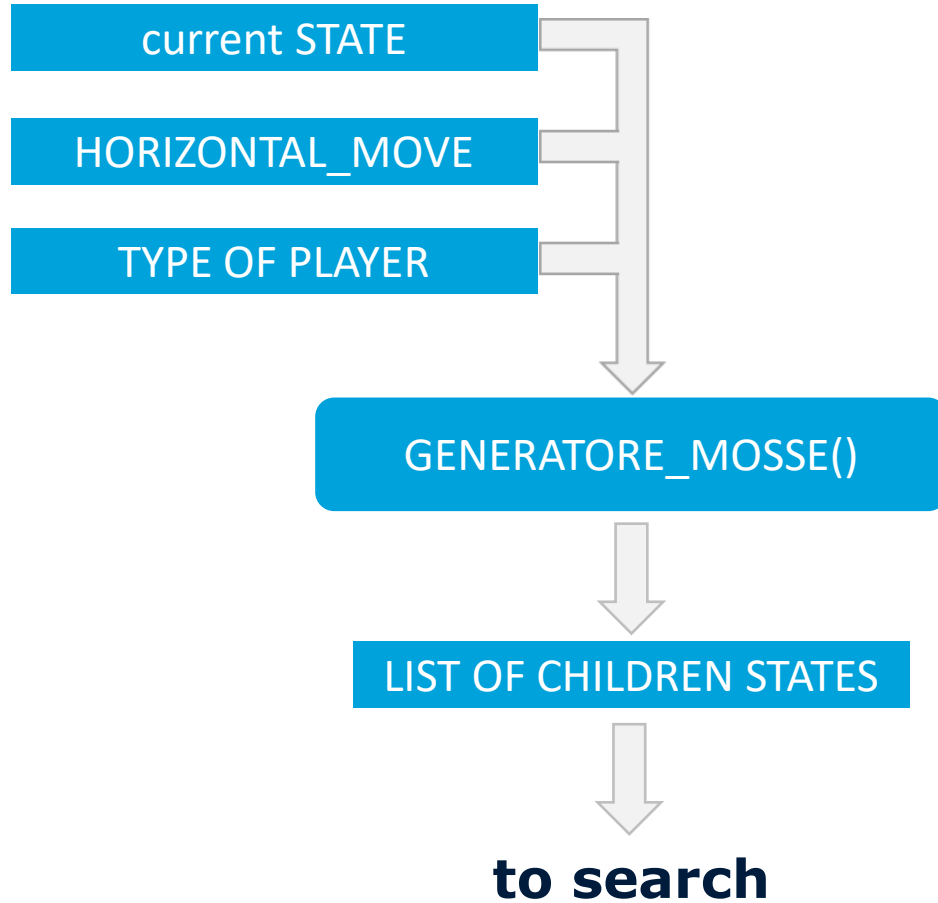 current STATE
HORIZONTAL_MOVE
TYPE OF PLAYER
GENERATORE_MOSSE()
LIST OF CHILDREN STATES
to search